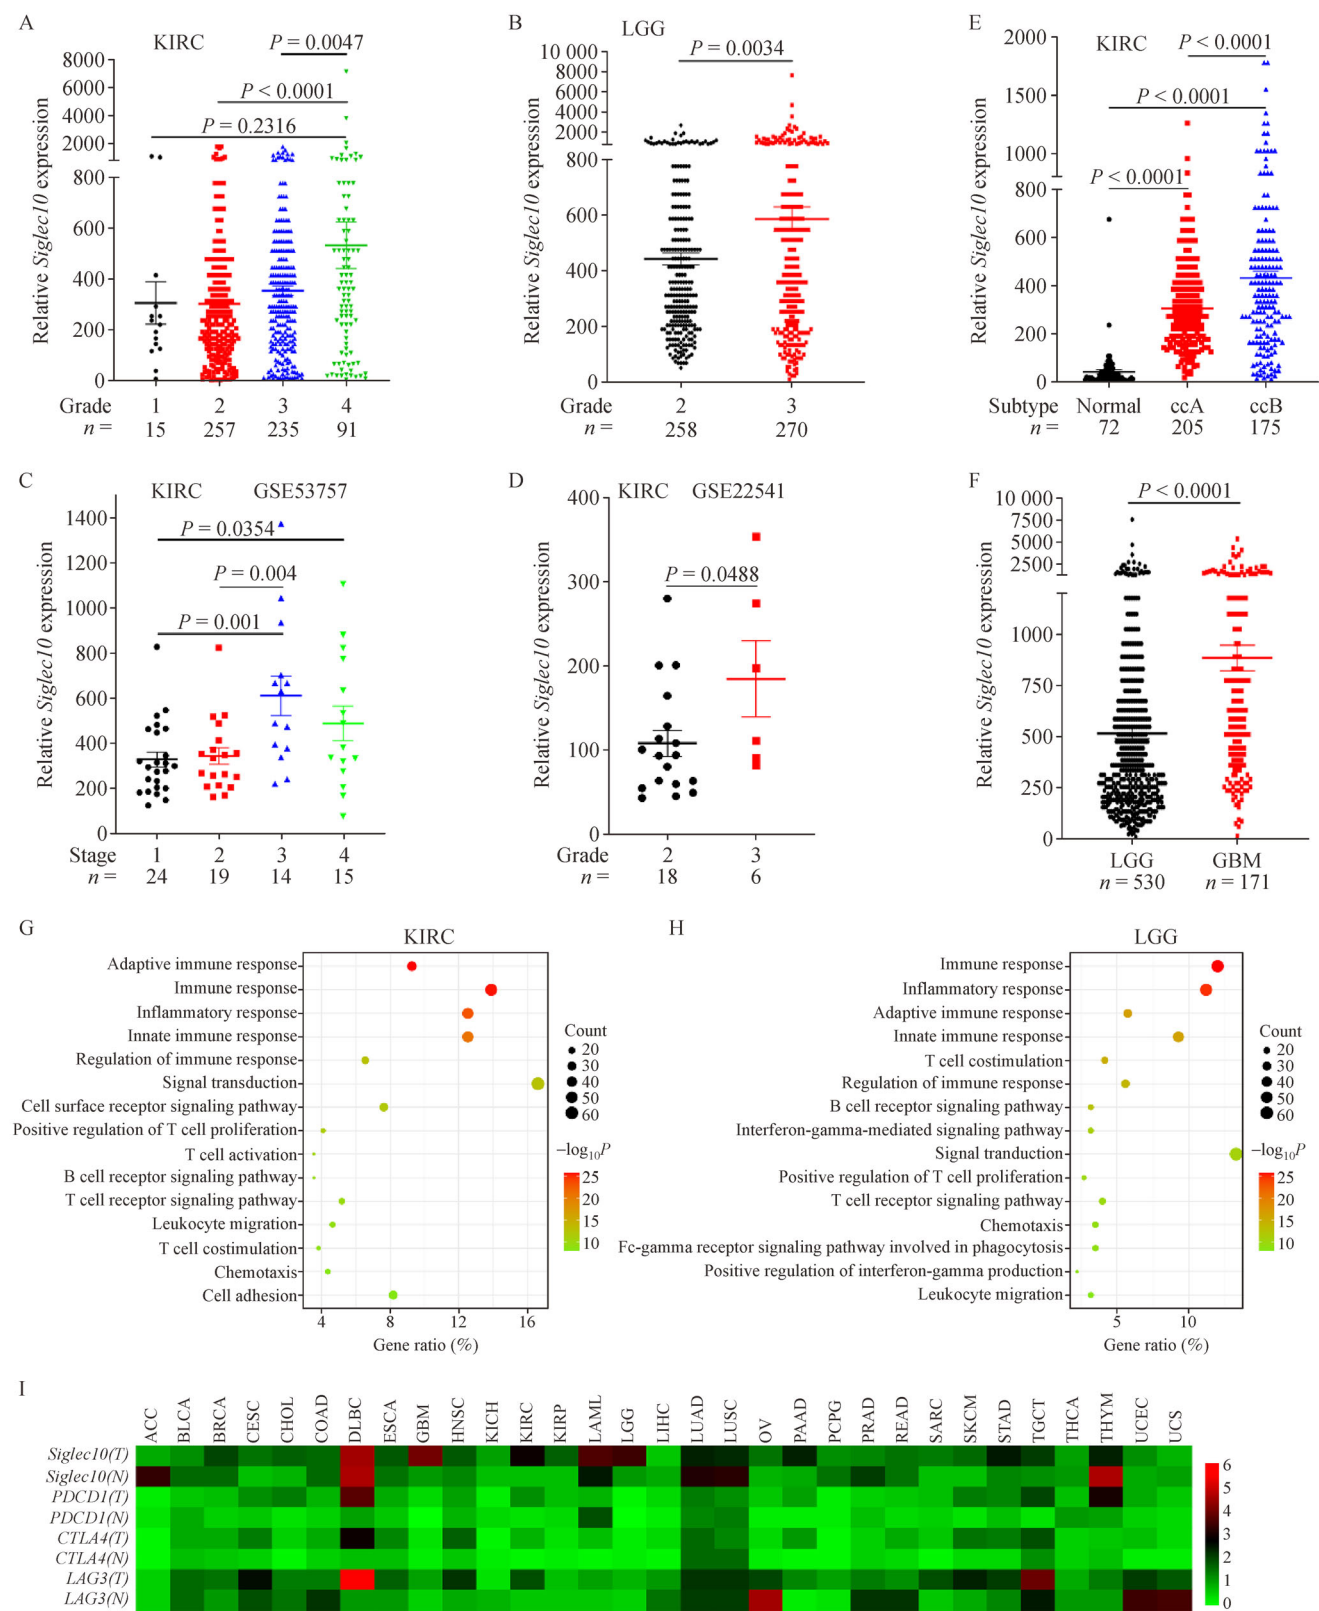 A
KIRC
P = 0.0047
P < 0.0001
P = 0.2316
8000
6000
4000
2000
800
600
400
200
0
Relative Siglec10 expression
Grade 1 2 3 4
n = 15 257 235 91
B
LGG
P = 0.0034
10 000
8000
6000
4000
2000
800
600
400
200
0
Relative Siglec10 expression
Grade 2 3
n = 258 270
E
KIRC
P < 0.0001
P < 0.0001
P < 0.0001
2000
1500
1000
800
600
400
200
0
Relative Siglec10 expression
Subtype Normal ccA ccB
n = 72 205 175
C
KIRC GSE53757
P = 0.0354
P = 0.004
P = 0.001
1400
1200
1000
800
600
400
200
0
Relative Siglec10 expression
Stage 1 2 3 4
n = 24 19 14 15
D
KIRC GSE22541
P = 0.0488
400
300
200
100
0
Relative Siglec10 expression
Grade 2 3
n = 18 6
F
P < 0.0001
10 000
7500
5000
2500
1000
750
500
250
0
Relative Siglec10 expression
LGG GBM
n = 530 n = 171
G
KIRC
Adaptive immune response
Immune response
Inflammatory response
Innate immune response
Regulation of immune response
Signal transduction
Cell surface receptor signaling pathway
Positive regulation of T cell proliferation
T cell activation
B cell receptor signaling pathway
T cell receptor signaling pathway
Leukocyte migration
T cell costimulation
Chemotaxis
Cell adhesion
4 8 12 16
Gene ratio (%)
Count
20
30
40
50
60
−log10P
25
20
15
10
H
LGG
Immune response
Inflammatory response
Adaptive immune response
Innate immune response
T cell costimulation
Regulation of immune response
B cell receptor signaling pathway
Interferon-gamma-mediated signaling pathway
Signal tranduction
Positive regulation of T cell proliferation
T cell receptor signaling pathway
Chemotaxis
Fc-gamma receptor signaling pathway involved in phagocytosis
Positive regulation of interferon-gamma production
Leukocyte migration
5 10
Gene ratio (%)
Count
20
30
40
50
60
−log10P
25
20
15
10
I
ACC BLCA BRCA CESC CHOL COAD DLBC ESCA GBM HNSC KICH KIRC KIRP LAML LGG LIHC LUAD LUSC OV PAAD PCPG PRAD READ SARC SKCM STAD TGCT THCA THYM UCEC UCS
Siglec10(T)
Siglec10(N)
PDCD1(T)
PDCD1(N)
CTLA4(T)
CTLA4(N)
LAG3(T)
LAG3(N)
6
5
4
3
2
1
0